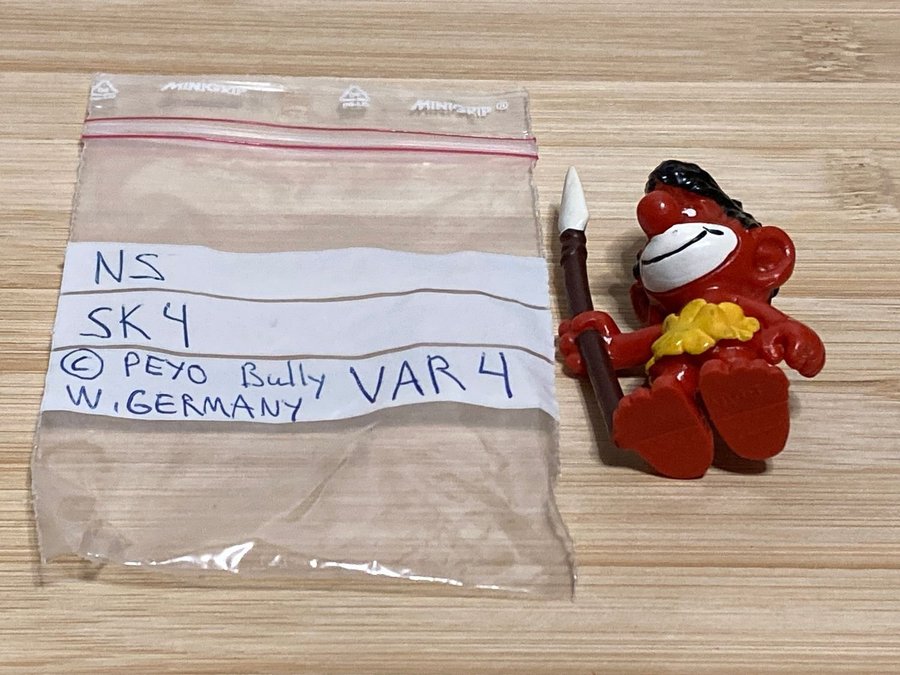 MINIGRIP MINIGRIP®
NS
SK4
© PEYO Bully VAR 4
W. GERMANY